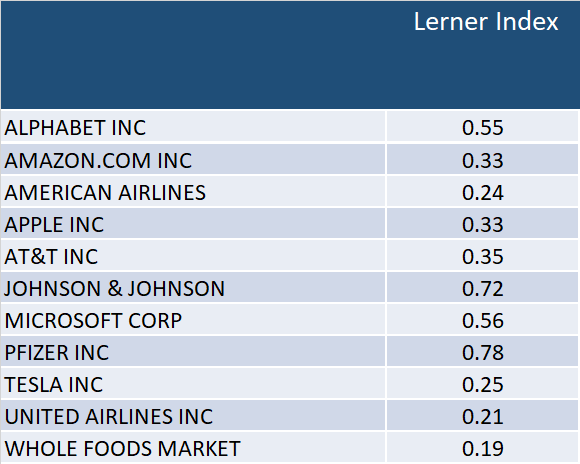 Lerner Index
ALPHABET INC 0.55
AMAZON.COM INC 0.33
AMERICAN AIRLINES 0.24
APPLE INC 0.33
AT&T INC 0.35
JOHNSON & JOHNSON 0.72
MICROSOFT CORP 0.56
PFIZER INC 0.78
TESLA INC 0.25
UNITED AIRLINES INC 0.21
WHOLE FOODS MARKET 0.19